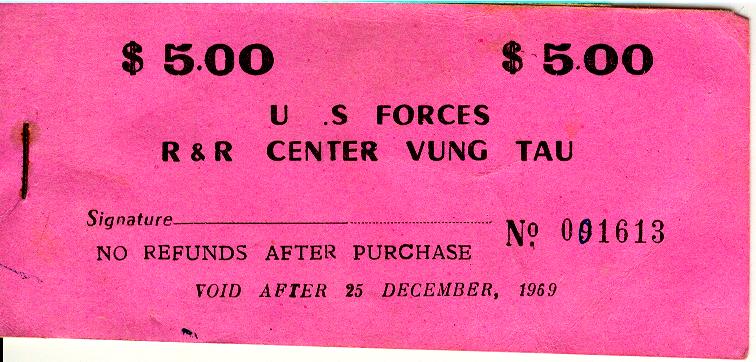 $ 5.00 $ 5.00
U .S FORCES
R & R CENTER VUNG TAU
Signature
No. 001613
NO REFUNDS AFTER PURCHASE
VOID AFTER 25 DECEMBER, 1969